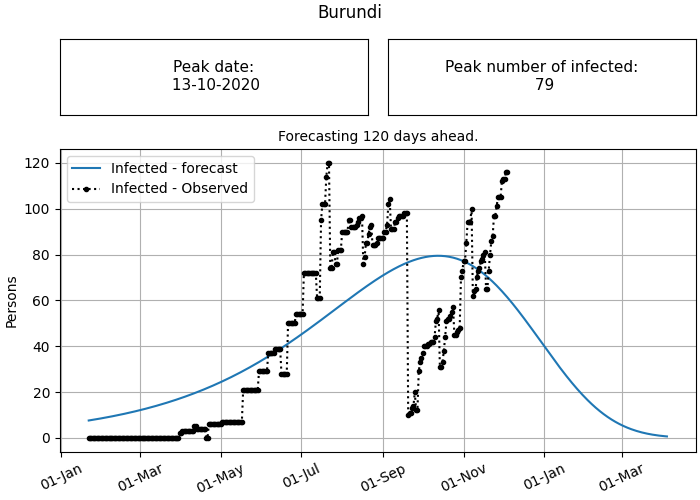 Burundi
Peak date:
13-10-2020
Peak number of infected:
79
Forecasting 120 days ahead.
Infected - forecast
Infected - Observed
Persons
120
100
80
60
40
20
0
01-Jan
01-Mar
01-May
01-Jul
01-Sep
01-Nov
01-Jan
01-Mar